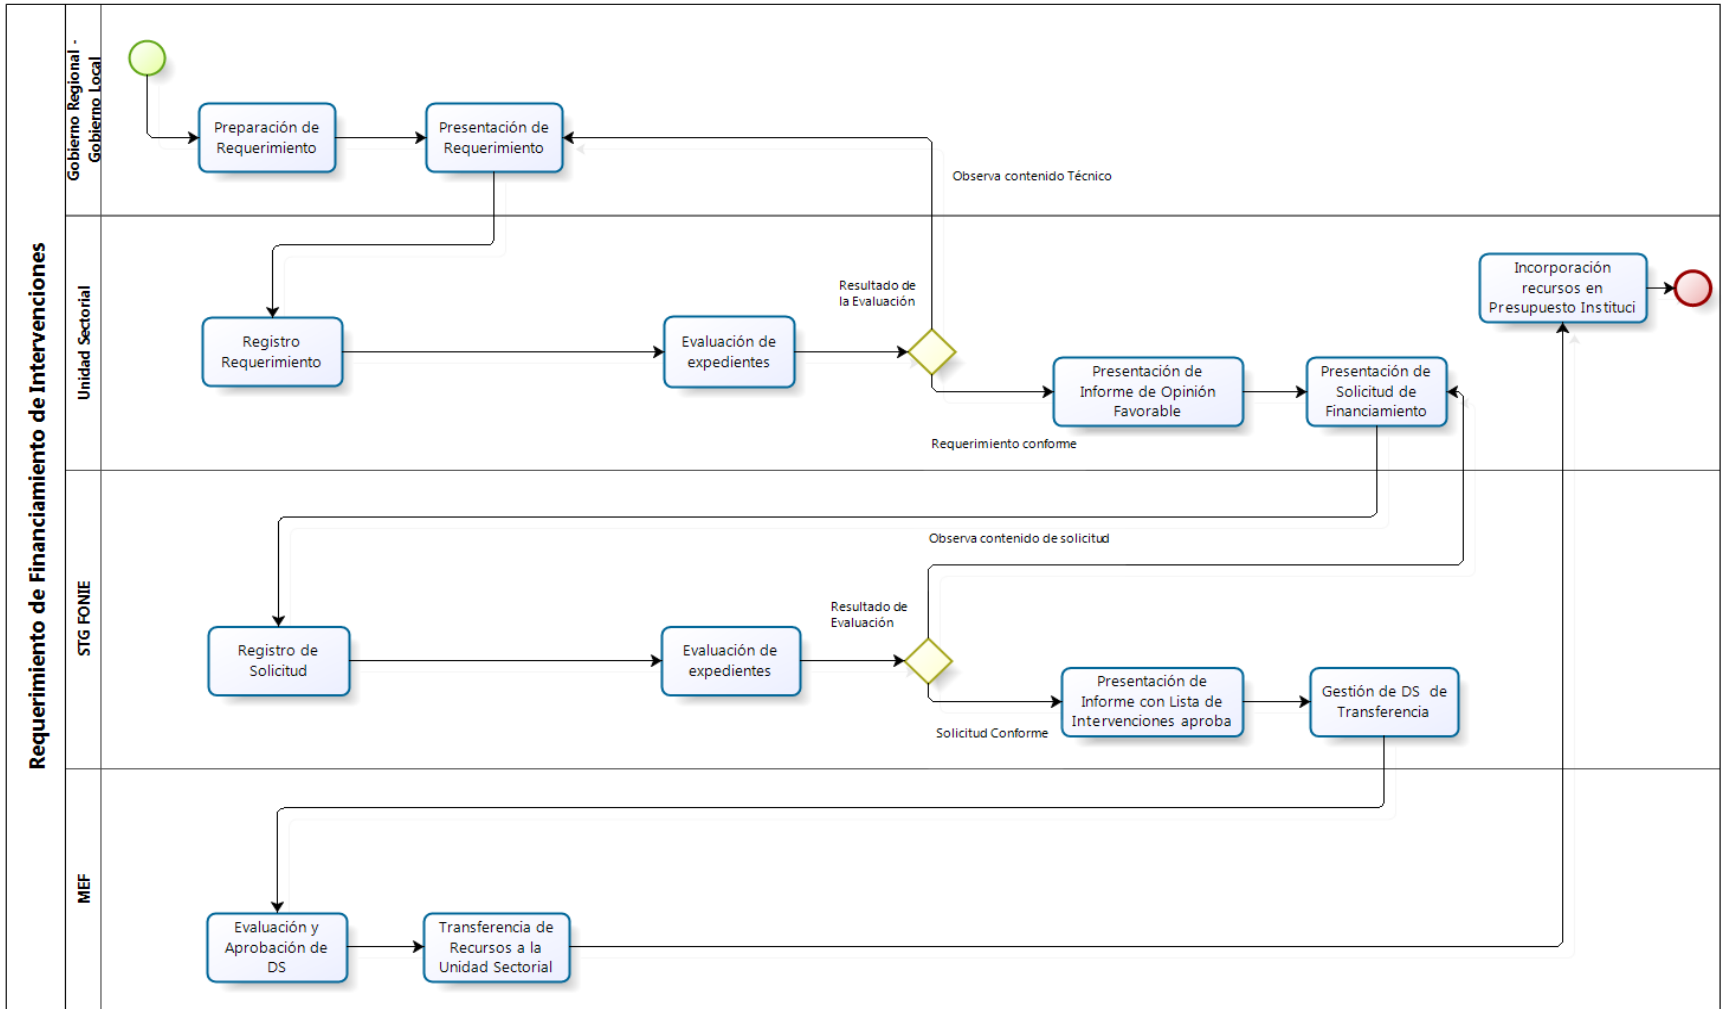 Requerimiento de Financiamiento de Intervenciones
Gobierno Regional -
Gobierno Local
Preparación de
Requerimiento
Presentación de
Requerimiento
Observa contenido Técnico
Unidad Sectorial
Registro
Requerimiento
Evaluación de
expedientes
Resultado de
la Evaluación
Requerimiento conforme
Presentación de
Informe de Opinión
Favorable
Presentación de
Solicitud de
Financiamiento
Incorporación
recursos en
Presupuesto Instituci
STG FONIE
Registro de
Solicitud
Evaluación de
expedientes
Resultado de
Evaluación
Observa contenido de solicitud
Solicitud Conforme
Presentación de
Informe con Lista de
Intervenciones aproba
Gestión de DS de
Transferencia
MEF
Evaluación y
Aprobación de
DS
Transferencia de
Recursos a la
Unidad Sectorial